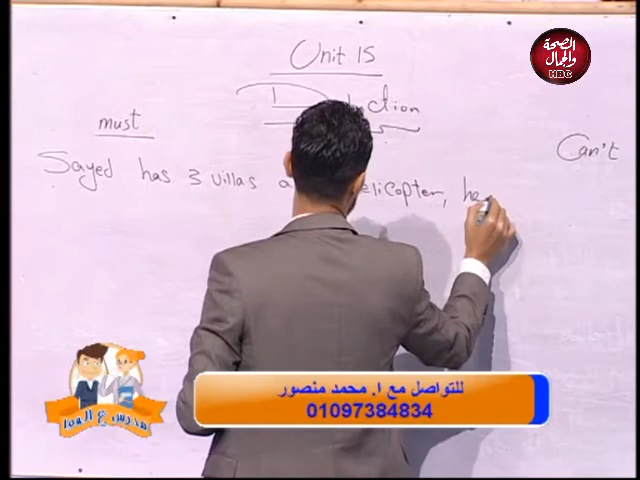 الصحة
والجمال
HBC
Unit 15
must
Can't
Sayed has 3 villas a elicopter, he
للتواصل مع ا. محمد منصور
01097384834
مدرس ع الهوا